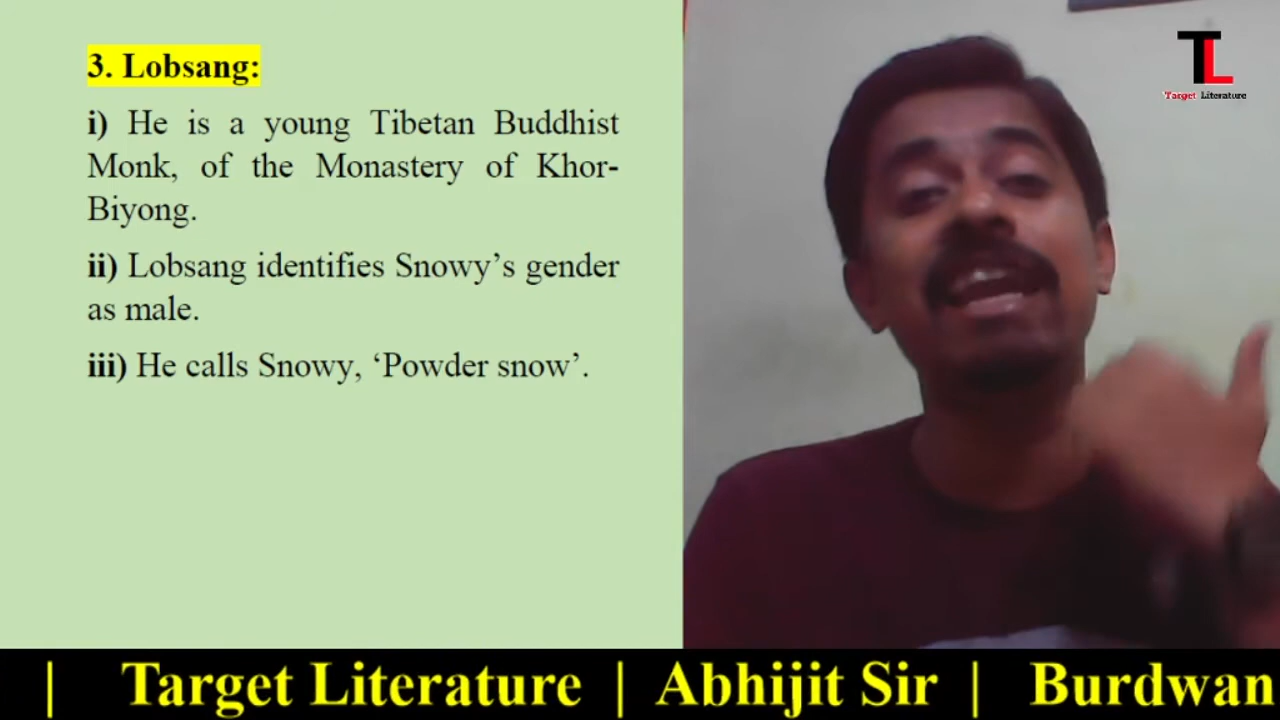 3. Lobsang:
i) He is a young Tibetan Buddhist
Monk, of the Monastery of Khor-
Biyong.
ii) Lobsang identifies Snowy’s gender
as male.
iii) He calls Snowy, ‘Powder snow’.
TL
Target Literature
| Target Literature | Abhijit Sir | Burdwan